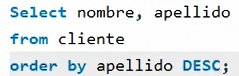 Select nombre, apellido
from cliente
order by apellido DESC;